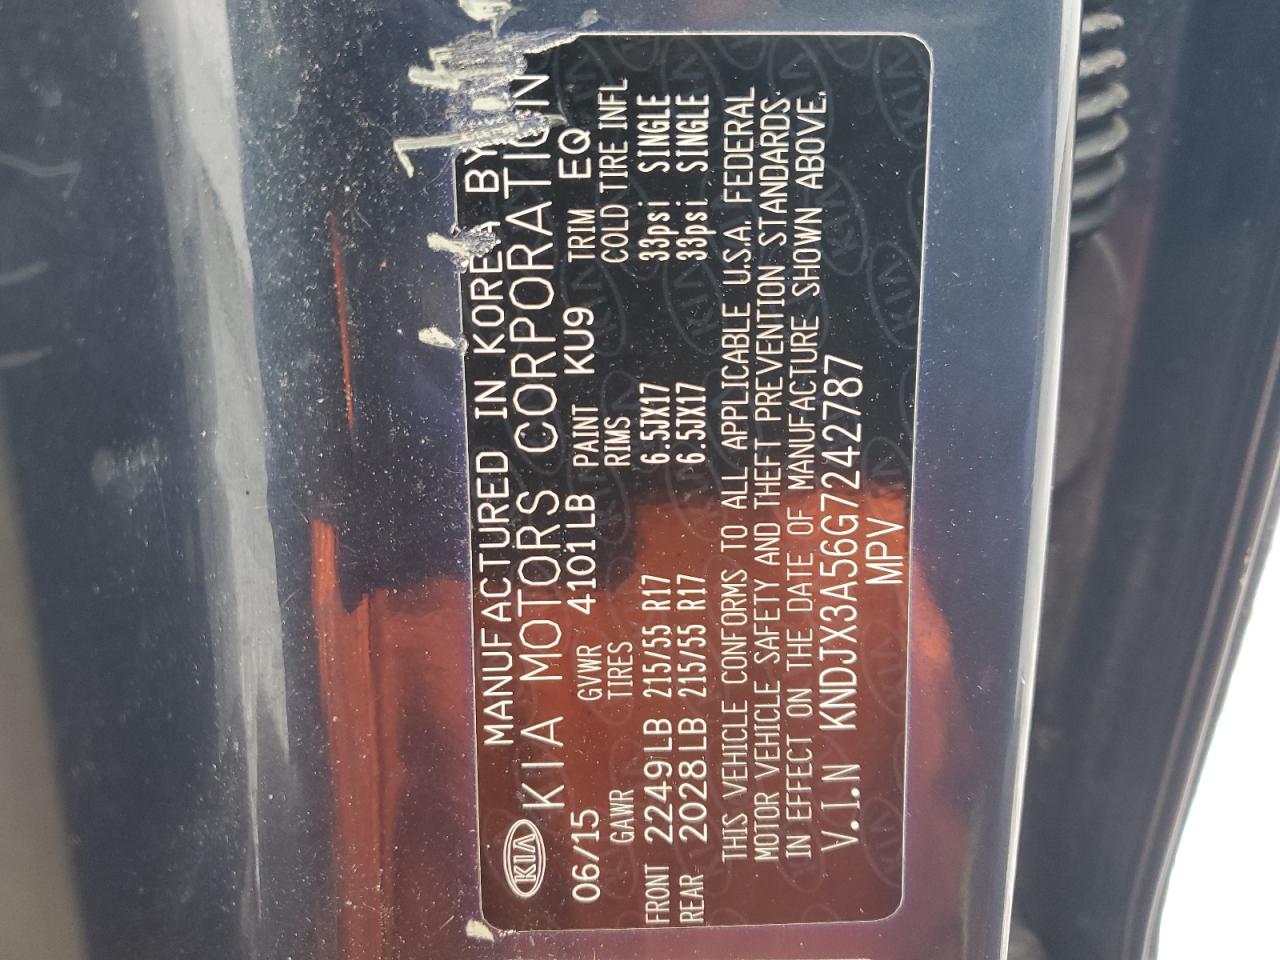 MANUFACTURED IN KOREA BY
KIA KIA MOTORS CORPORATION
06/15 GVWR 4101LB PAINT KU9 TRIM EQ
GAWR TIRES RIMS COLD TIRE INFL
FRONT 2249LB 215/55 R17 6.5JX17 33psi SINGLE
REAR 2028LB 215/55 R17 6.5JX17 33psi SINGLE
THIS VEHICLE CONFORMS TO ALL APPLICABLE U.S.A. FEDERAL
MOTOR VEHICLE SAFETY AND THEFT PREVENTION STANDARDS
IN EFFECT ON THE DATE OF MANUFACTURE SHOWN ABOVE.
V.I.N KNDJX3A56G7242787
MPV